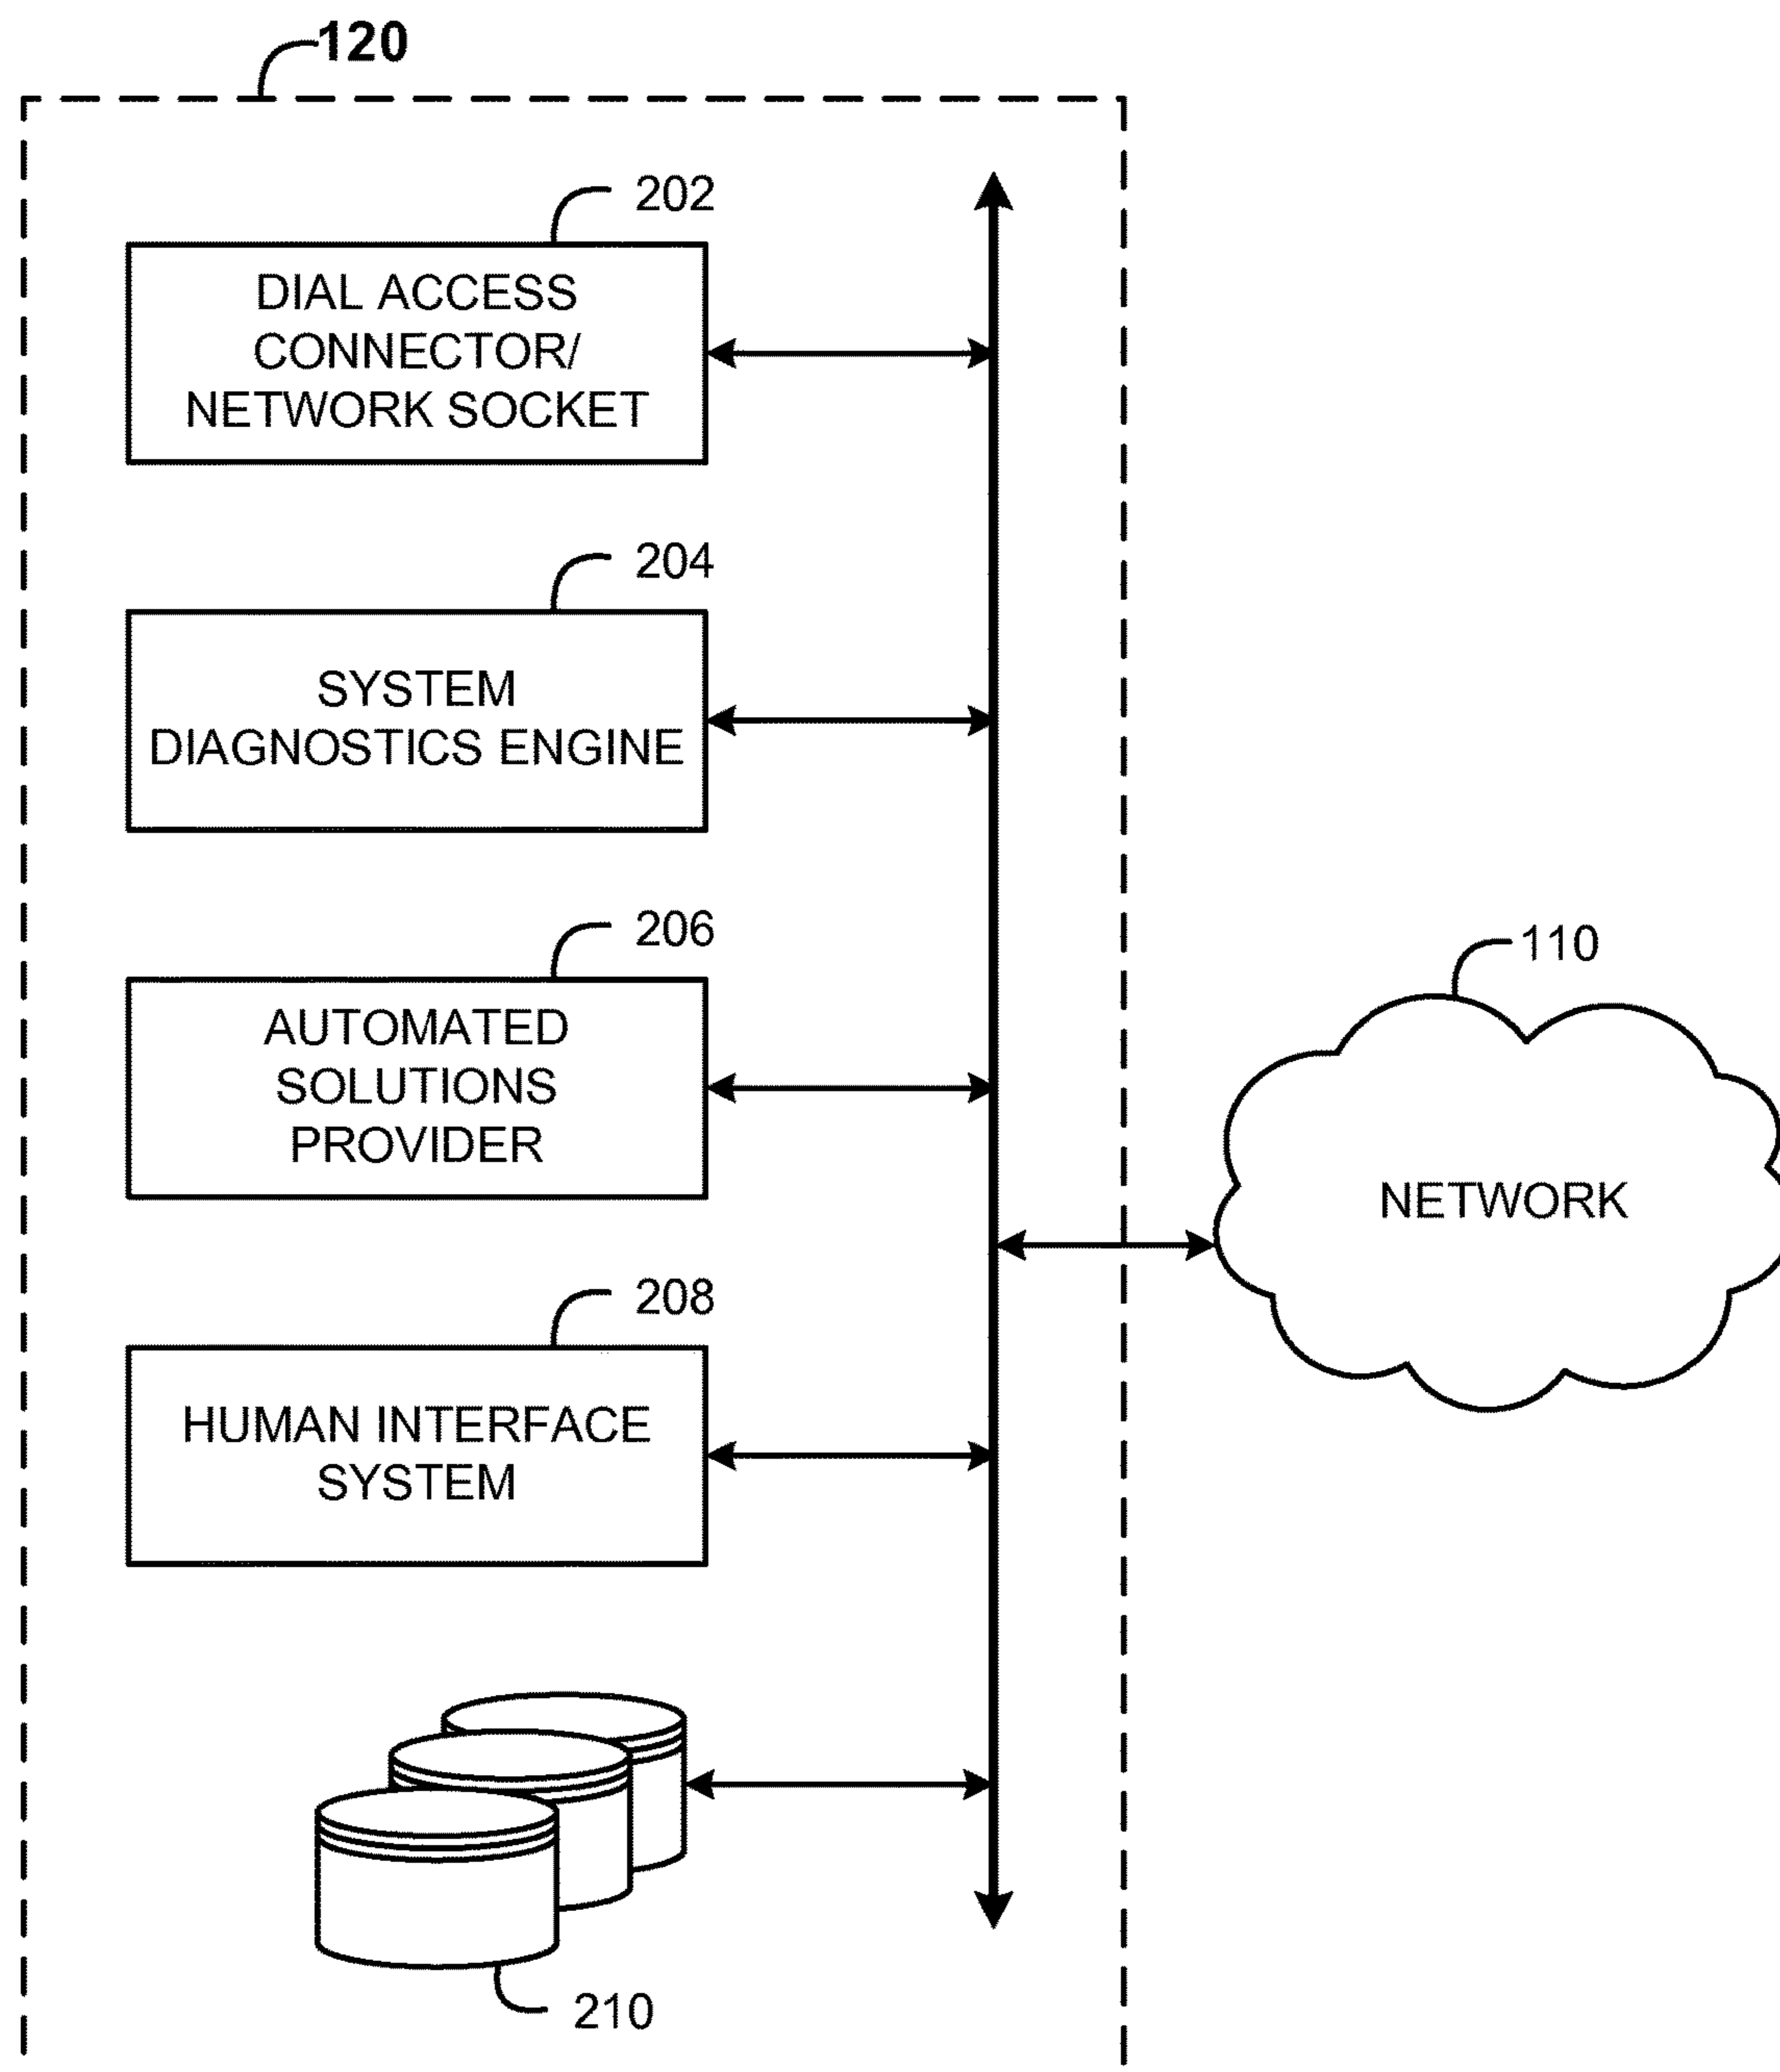 120
202
DIAL ACCESS
CONNECTOR/
NETWORK SOCKET
204
SYSTEM
DIAGNOSTICS ENGINE
206
AUTOMATED
SOLUTIONS
PROVIDER
110
NETWORK
208
HUMAN INTERFACE
SYSTEM
210